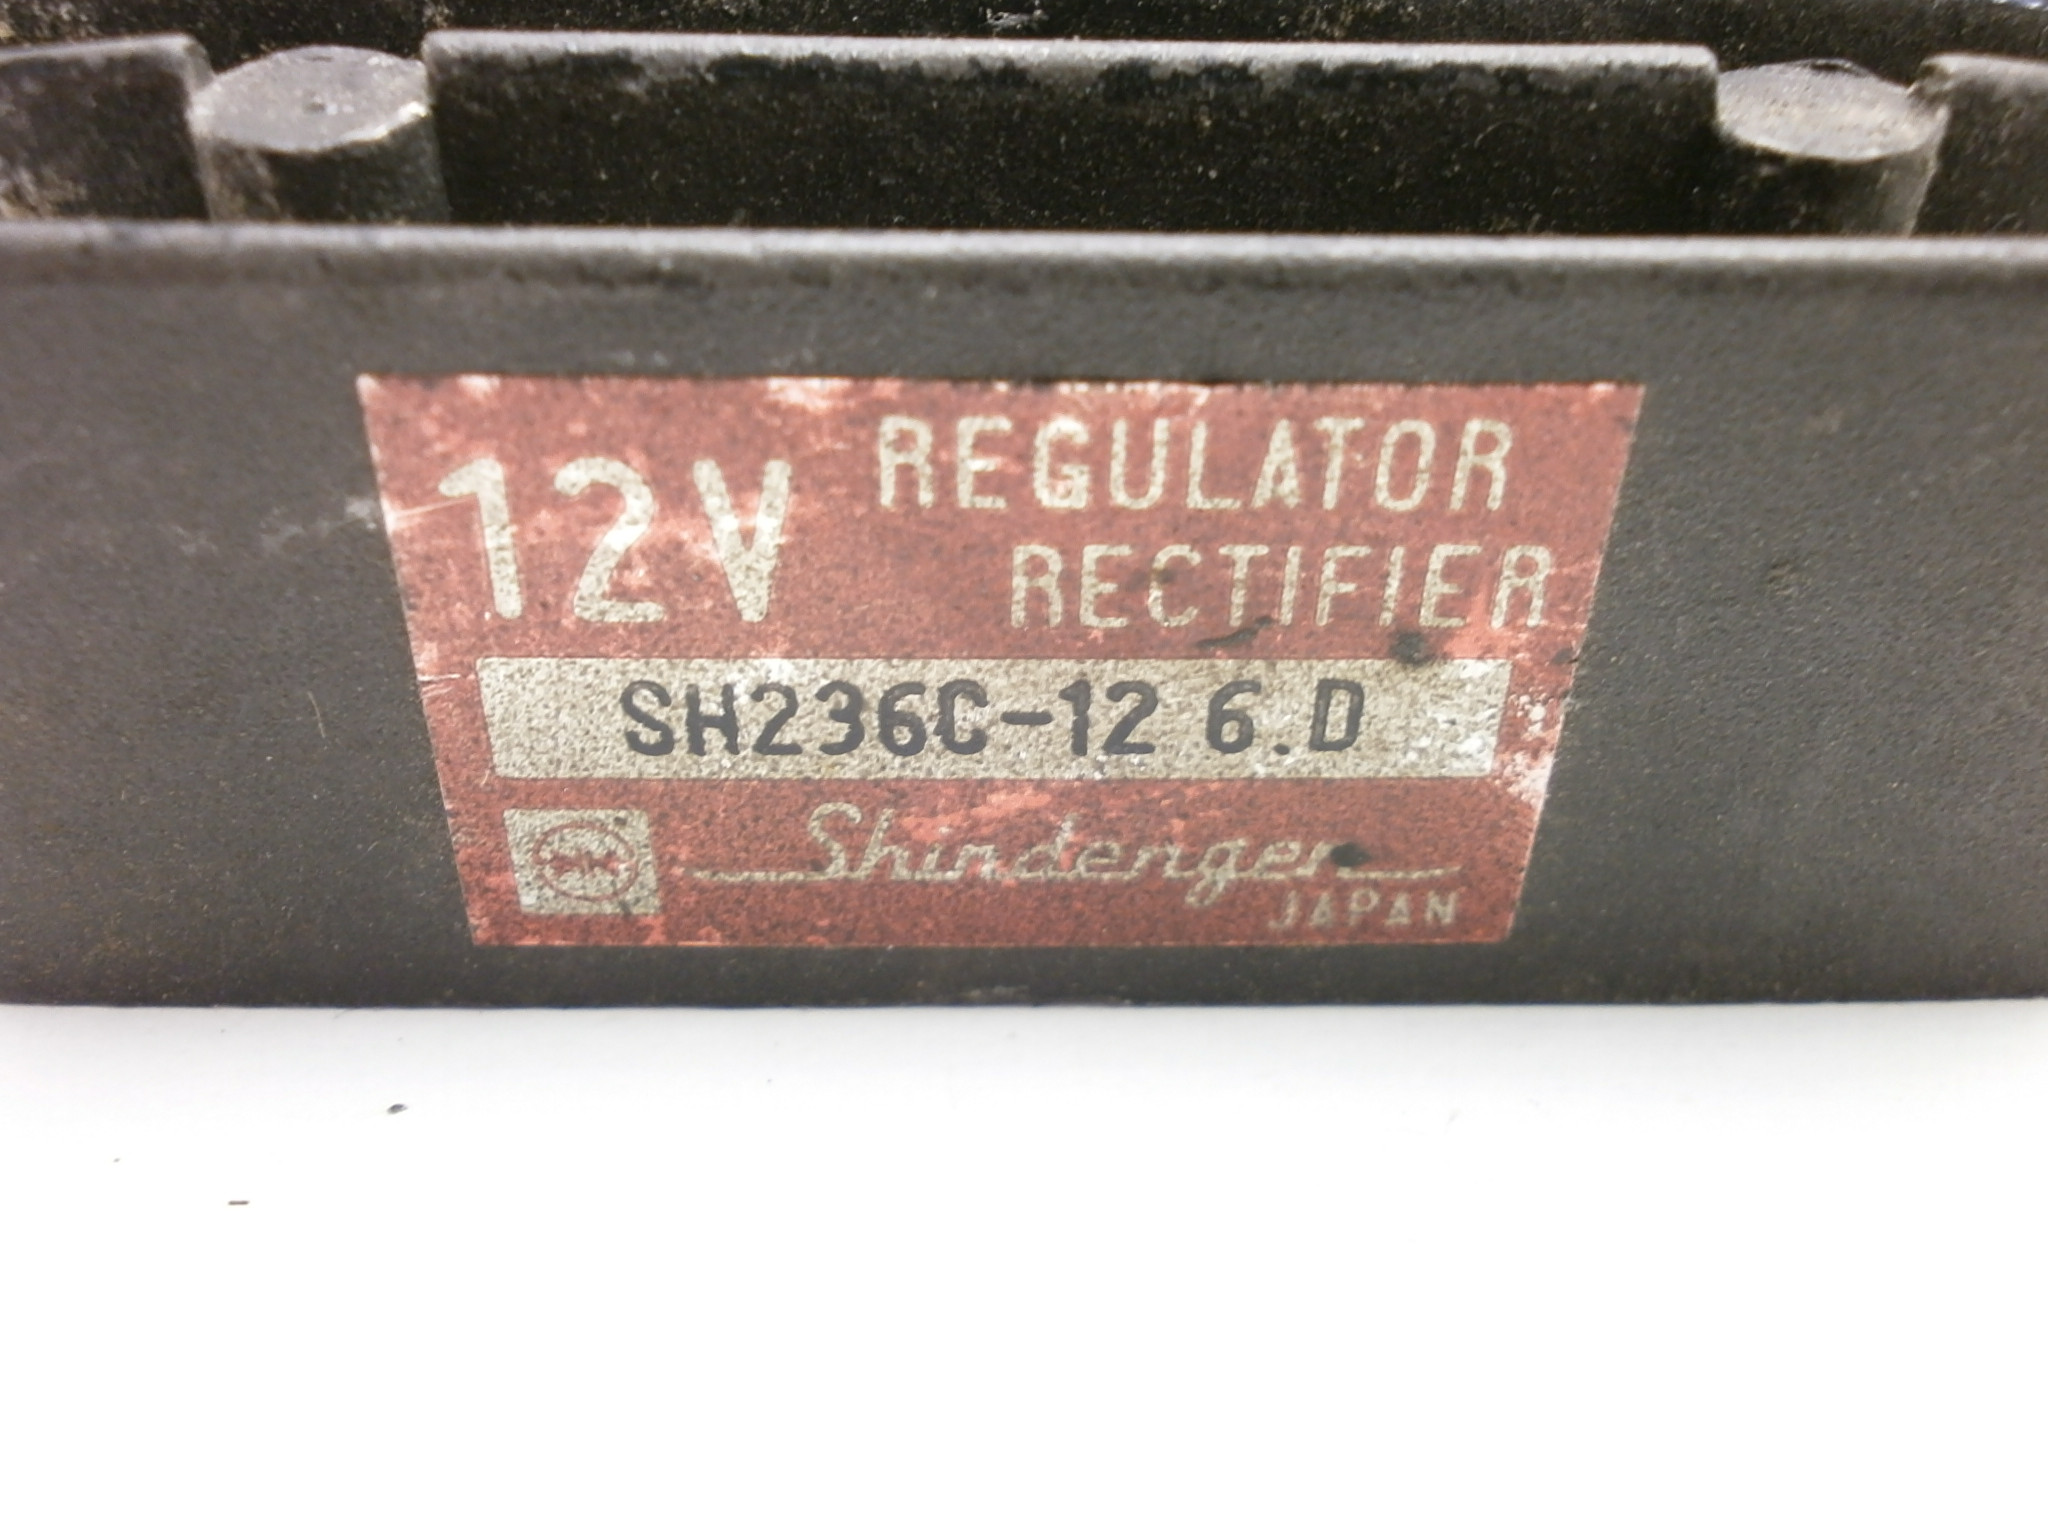 12V REGULATOR
RECTIFIER
SH236C-12 6.D
Shindengen
JAPAN